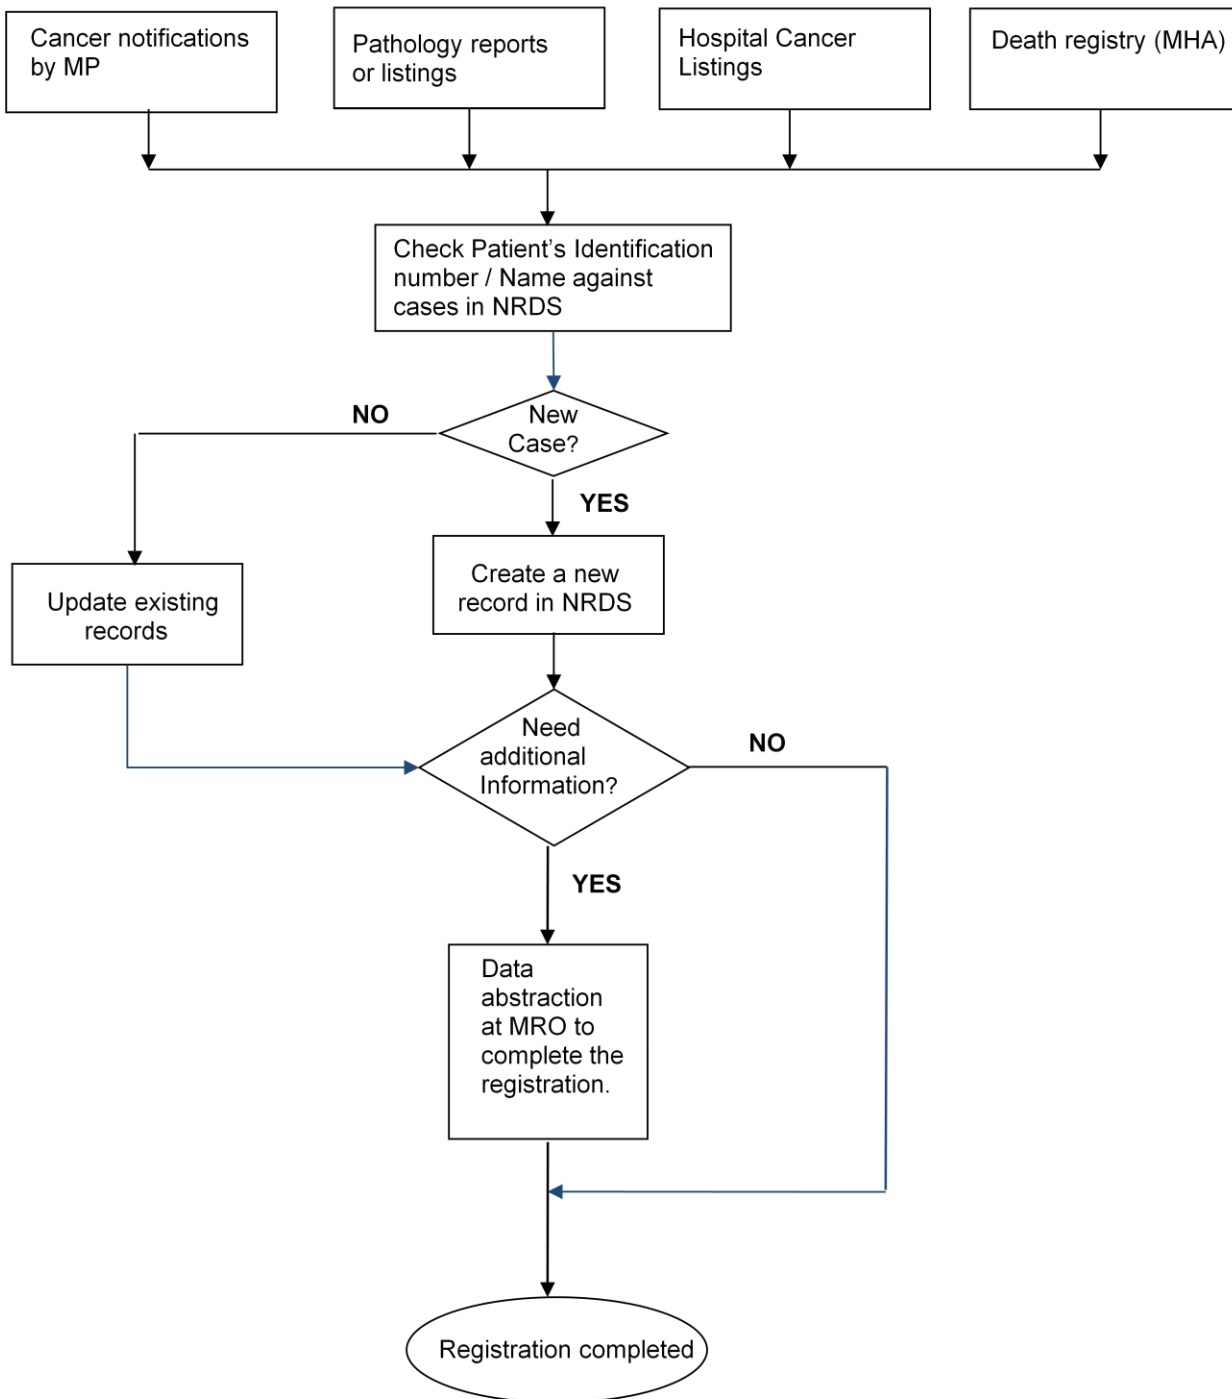 Cancer notifications
by MP
Pathology reports
or listings
Hospital Cancer
Listings
Death registry (MHA)
Check Patient’s Identification
number / Name against
cases in NRDS
New
Case?
NO
YES
Update existing
records
Create a new
record in NRDS
Need
additional
Information?
NO
YES
Data
abstraction
at MRO to
complete the
registration.
Registration completed